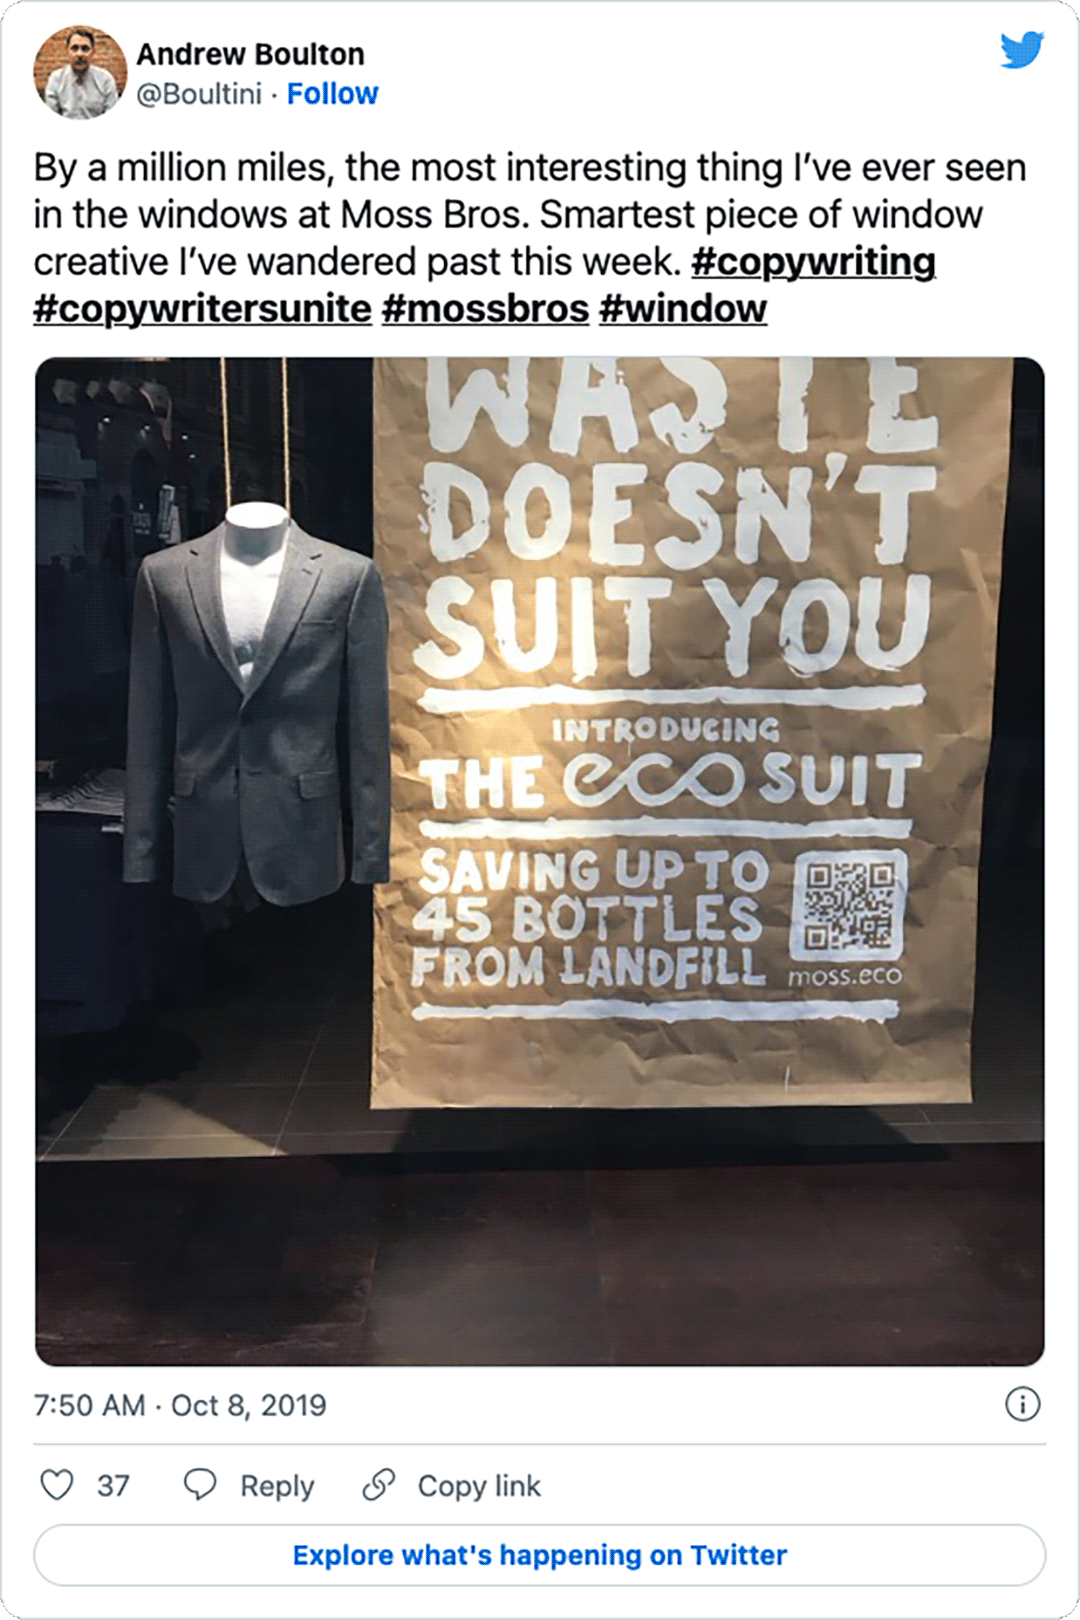 Andrew Boulton
@Boultini · Follow
By a million miles, the most interesting thing I’ve ever seen
in the windows at Moss Bros. Smartest piece of window
creative I’ve wandered past this week. #copywriting
#copywritersunite #mossbros #window
WASTE
DOESN’T
SUIT YOU
INTRODUCING
THE eco SUIT
SAVING UP TO
45 BOTTLES
FROM LANDFILL
moss.eco
7:50 AM · Oct 8, 2019
37
Reply
Copy link
Explore what's happening on Twitter